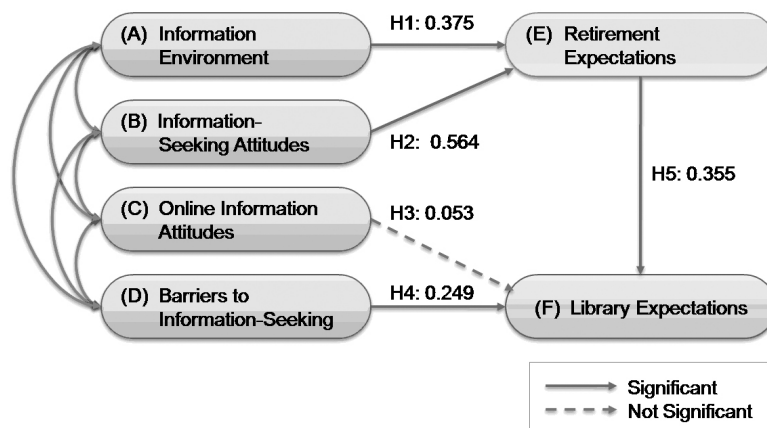 (A) Information
Environment
H1: 0.375
(E) Retirement
Expectations
(B) Information-
Seeking Attitudes
H2: 0.564
H5: 0.355
(C) Online Information
Attitudes
H3: 0.053
(D) Barriers to
Information-Seeking
H4: 0.249
(F) Library Expectations
Significant
Not Significant